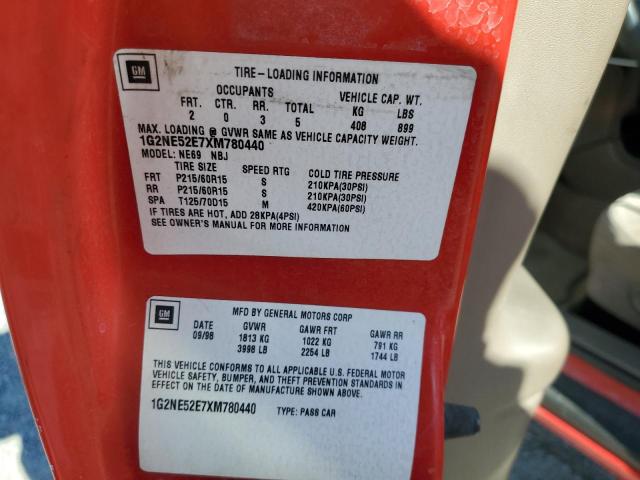 GM
TIRE-LOADING INFORMATION
OCCUPANTS VEHICLE CAP. WT.
FRT. CTR. RR. TOTAL KG LBS
2 0 3 5 408 899
MAX. LOADING @ GVWR SAME AS VEHICLE CAPACITY WEIGHT.
1G2NE52E7XM780440
MODEL: NE69 NBJ
TIRE SIZE SPEED RTG COLD TIRE PRESSURE
FRT P215/60R15 S 210KPA(30PSI)
RR P215/60R15 S 210KPA(30PSI)
SPA T125/70D15 M 420KPA(60PSI)
IF TIRES ARE HOT, ADD 28KPA(4PSI)
SEE OWNER'S MANUAL FOR MORE INFORMATION
GM
MFD BY GENERAL MOTORS CORP
DATE GVWR GAWR FRT GAWR RR
09/98 1813 KG 1022 KG 791 KG
3998 LB 2254 LB 1744 LB
THIS VEHICLE CONFORMS TO ALL APPLICABLE U.S. FEDERAL MOTOR
VEHICLE SAFETY, BUMPER, AND THEFT PREVENTION STANDARDS IN
EFFECT ON THE DATE OF MANUFACTURE SHOWN ABOVE.
1G2NE52E7XM780440 TYPE: PASS CAR